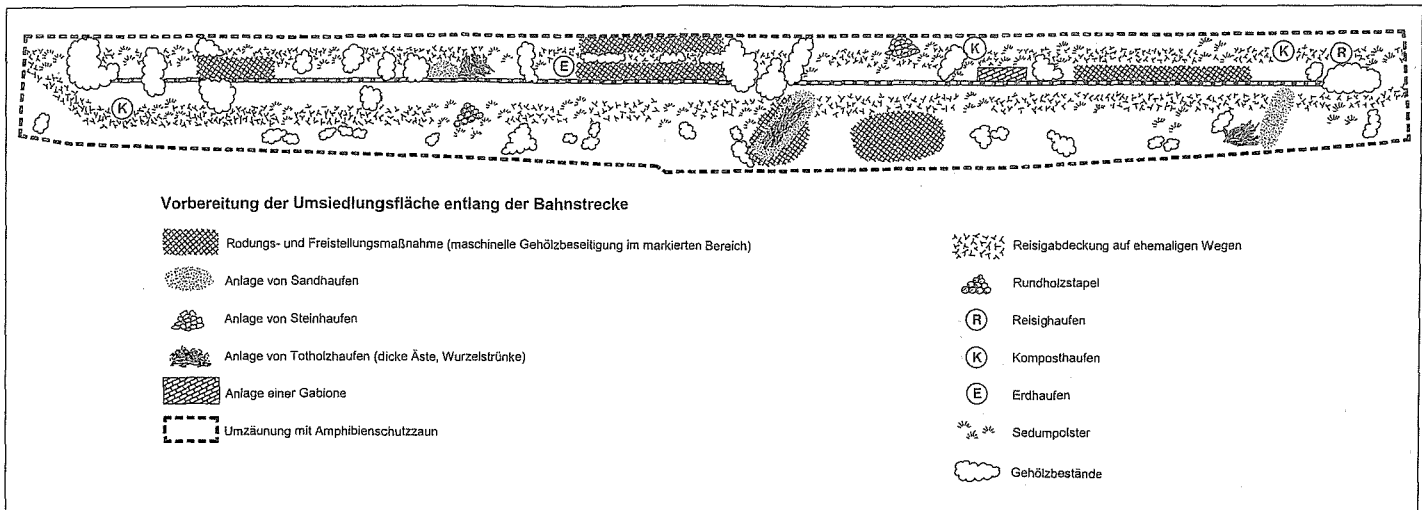 K
K
R
E
K
Vorbereitung der Umsiedlungsfläche entlang der Bahnstrecke
Rodungs- und Freistellungsmaßnahme (maschinelle Gehölzbeseitigung im markierten Bereich)
Anlage von Sandhaufen
Anlage von Steinhaufen
Anlage von Totholzhaufen (dicke Äste, Wurzelstrünke)
Anlage einer Gabione
Umzäunung mit Amphibienschutzzaun
Reisigabdeckung auf ehemaligen Wegen
Rundholzstapel
R Reisighaufen
K Komposthaufen
E Erdhaufen
Sedumpolster
Gehölzbestände